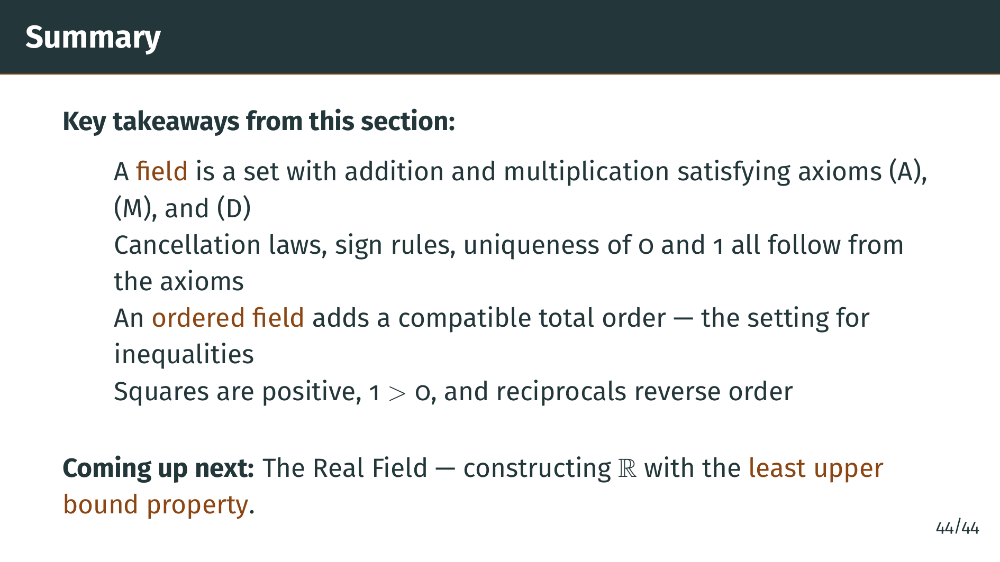 Summary
Key takeaways from this section:
A field is a set with addition and multiplication satisfying axioms (A),
(M), and (D)
Cancellation laws, sign rules, uniqueness of 0 and 1 all follow from
the axioms
An ordered field adds a compatible total order — the setting for
inequalities
Squares are positive, 1 > 0, and reciprocals reverse order
Coming up next: The Real Field — constructing ℝ with the least upper
bound property.
44/44